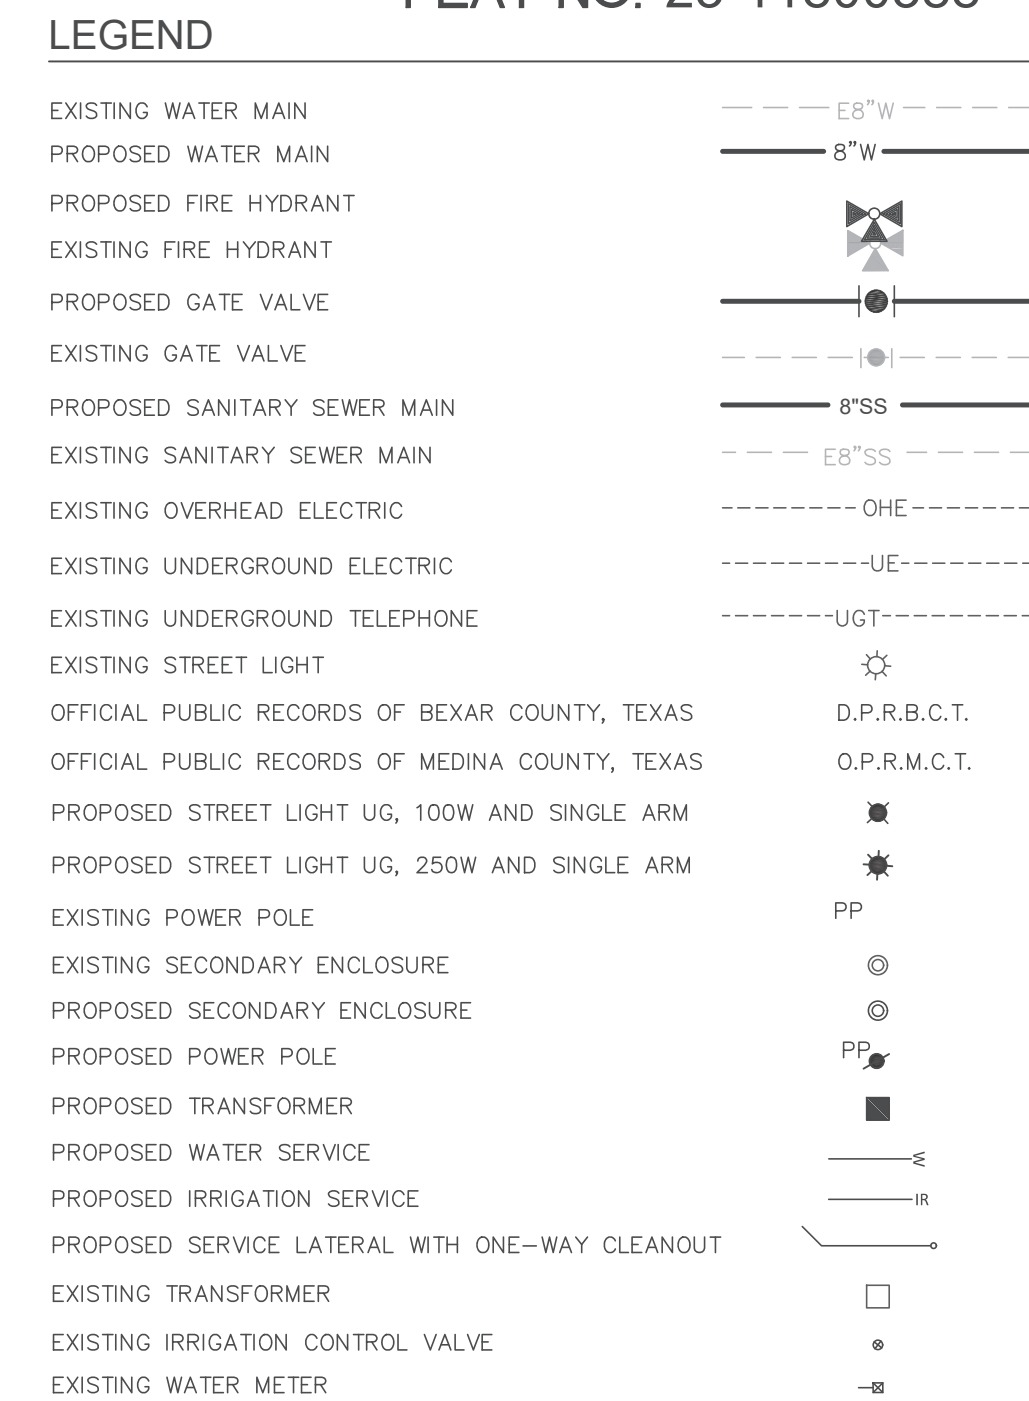 PLAT NO.
LEGEND
EXISTING WATER MAIN E8"W
PROPOSED WATER MAIN 8"W
PROPOSED FIRE HYDRANT
EXISTING FIRE HYDRANT
PROPOSED GATE VALVE
EXISTING GATE VALVE
PROPOSED SANITARY SEWER MAIN 8"SS
EXISTING SANITARY SEWER MAIN E8"SS
EXISTING OVERHEAD ELECTRIC OHE
EXISTING UNDERGROUND ELECTRIC UE
EXISTING UNDERGROUND TELEPHONE UGT
EXISTING STREET LIGHT
OFFICIAL PUBLIC RECORDS OF BEXAR COUNTY, TEXAS D.P.R.B.C.T.
OFFICIAL PUBLIC RECORDS OF MEDINA COUNTY, TEXAS O.P.R.M.C.T.
PROPOSED STREET LIGHT UG, 100W AND SINGLE ARM
PROPOSED STREET LIGHT UG, 250W AND SINGLE ARM
EXISTING POWER POLE PP
EXISTING SECONDARY ENCLOSURE
PROPOSED SECONDARY ENCLOSURE
PROPOSED POWER POLE PP
PROPOSED TRANSFORMER
PROPOSED WATER SERVICE W
PROPOSED IRRIGATION SERVICE IR
PROPOSED SERVICE LATERAL WITH ONE-WAY CLEANOUT
EXISTING TRANSFORMER
EXISTING IRRIGATION CONTROL VALVE
EXISTING WATER METER